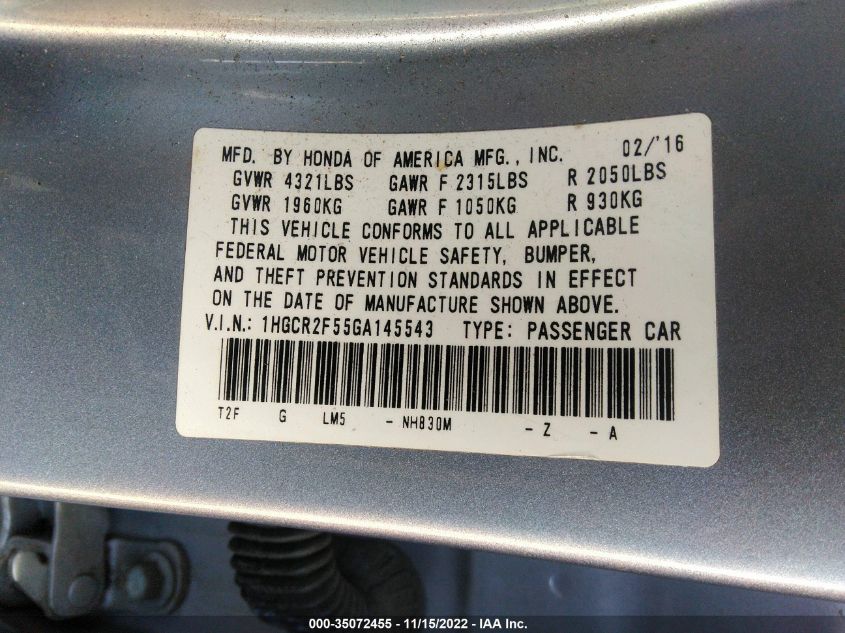 MFD. BY HONDA OF AMERICA MFG., INC. 02/'16
GVWR 4321LBS GAWR F 2315LBS R 2050LBS
GVWR 1960KG GAWR F 1050KG R 930KG
THIS VEHICLE CONFORMS TO ALL APPLICABLE
FEDERAL MOTOR VEHICLE SAFETY, BUMPER,
AND THEFT PREVENTION STANDARDS IN EFFECT
ON THE DATE OF MANUFACTURE SHOWN ABOVE.
V.I.N.: 1HGCR2F55GA145543 TYPE: PASSENGER CAR
T2F G LM5 - NH830M - Z - A
000-35072455 - 11/15/2022 - IAA Inc.